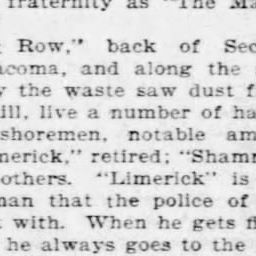 fraternity as "The Ma
Row," back of Sec
acoma, and along the
y the waste saw dust f
ill, live a number of ha
shoremen, notable am
merick," retired; "Shamr
others. "Limerick" is
man that the police of
with. When he gets fl
he always goes to the